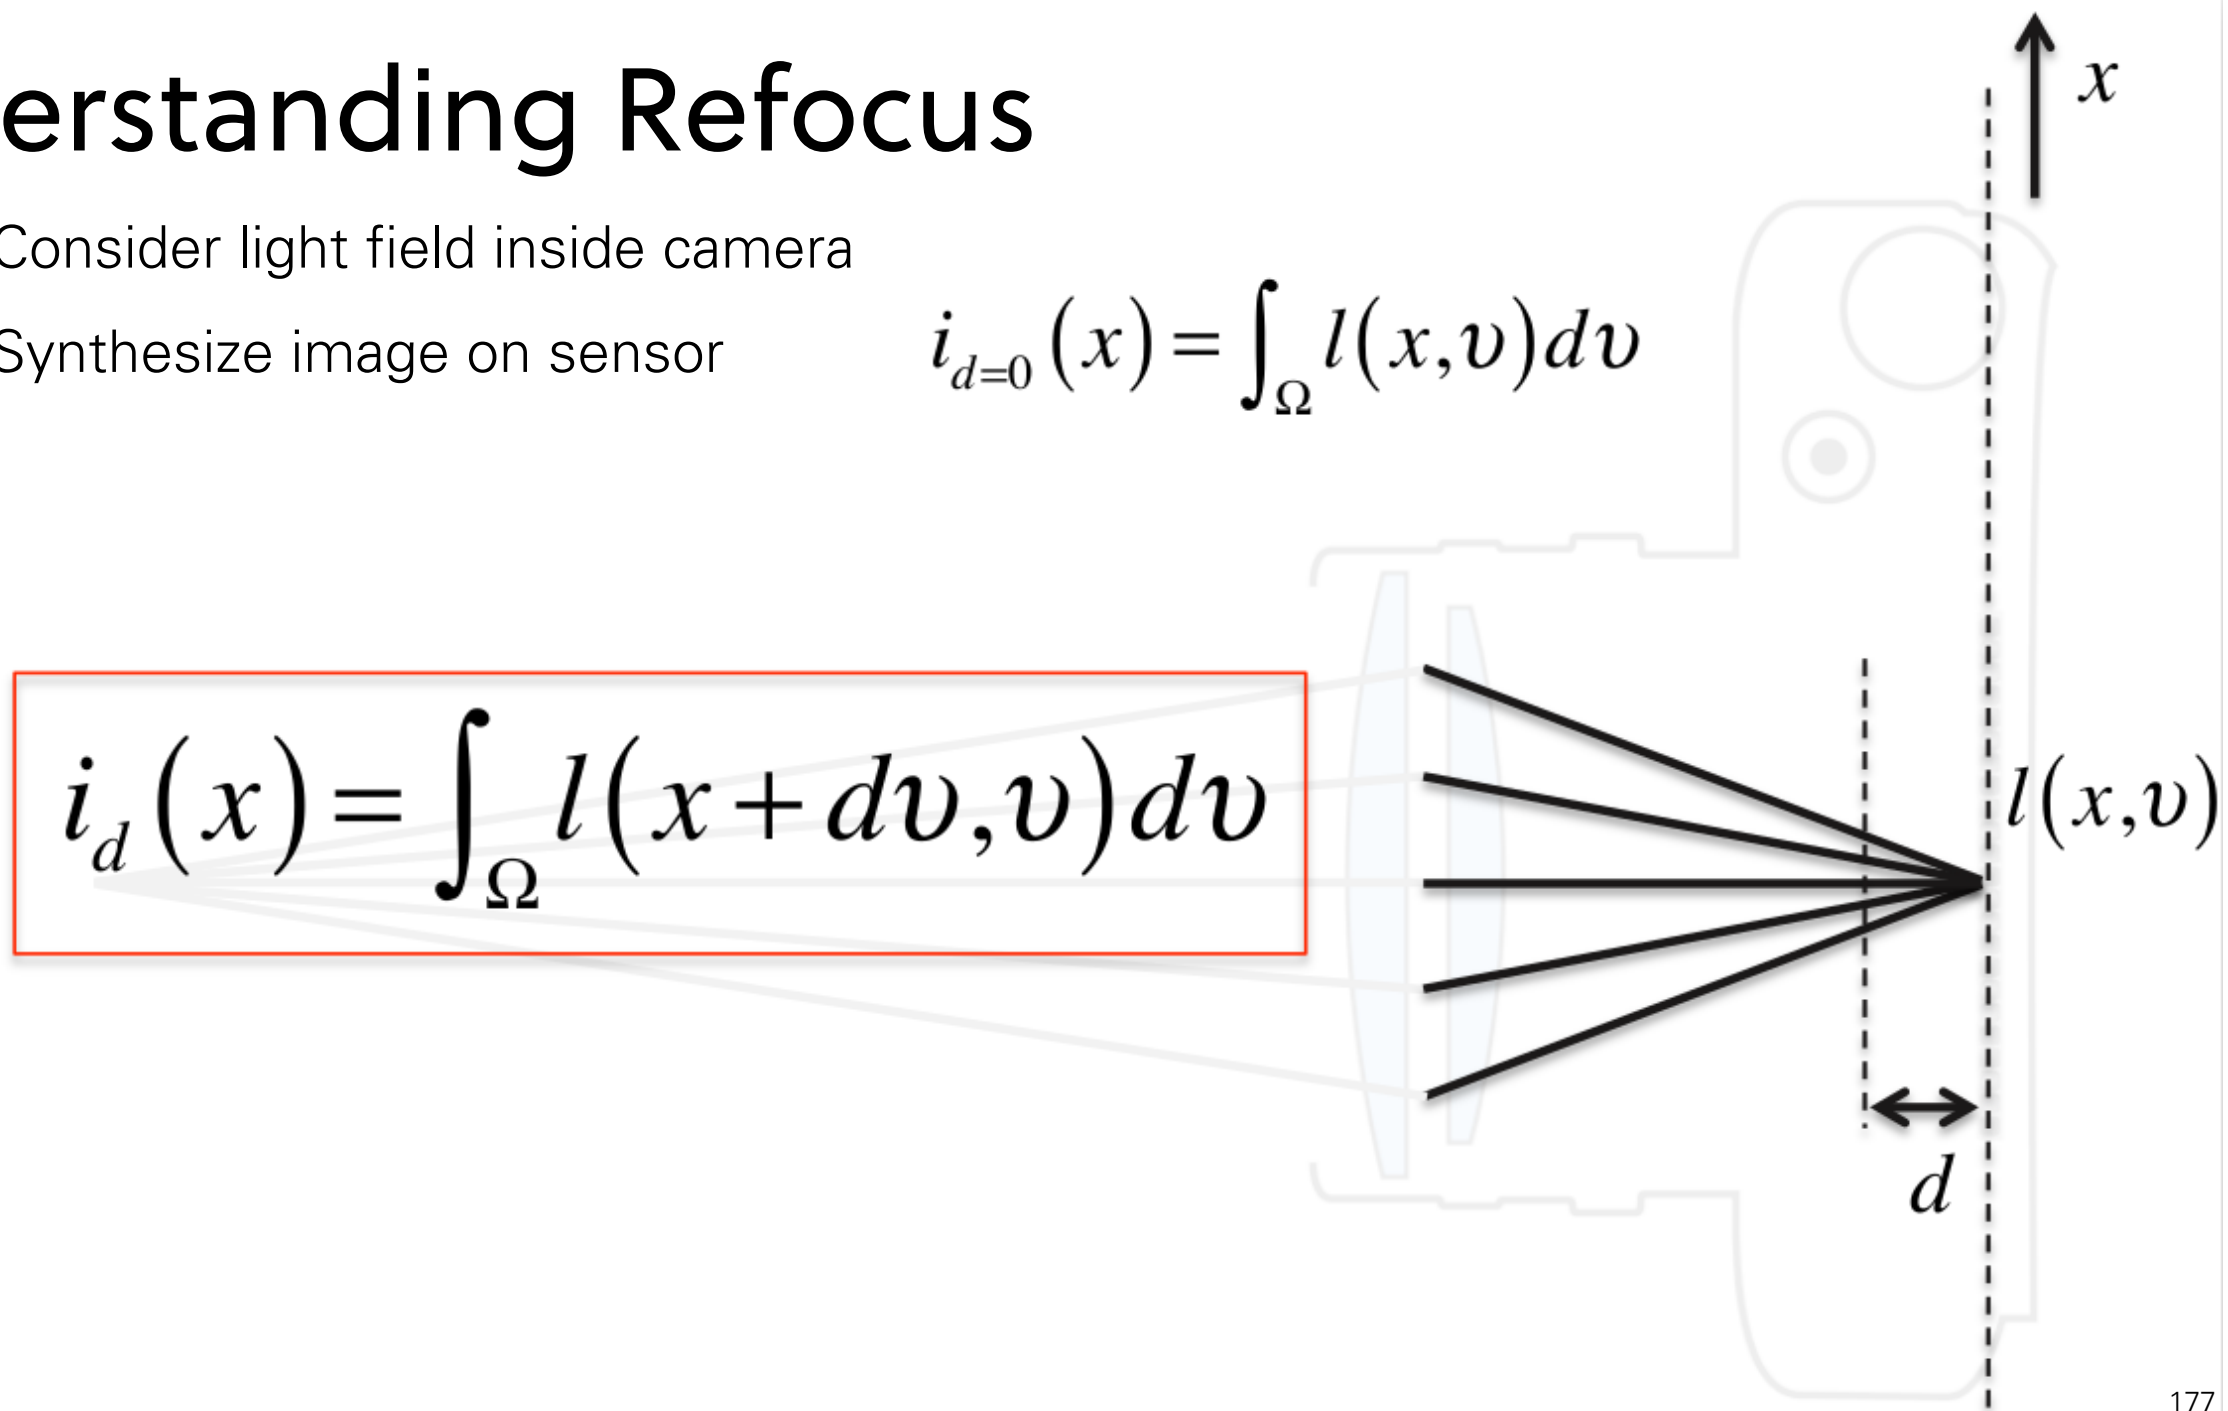 erstanding Refocus
Consider light field inside camera
Synthesize image on sensor
i_{d=0}(x) = ∫_Ω l(x,υ)dυ
x
i_d(x) = ∫_Ω l(x+dυ,υ)dυ
l(x,υ)
d
177